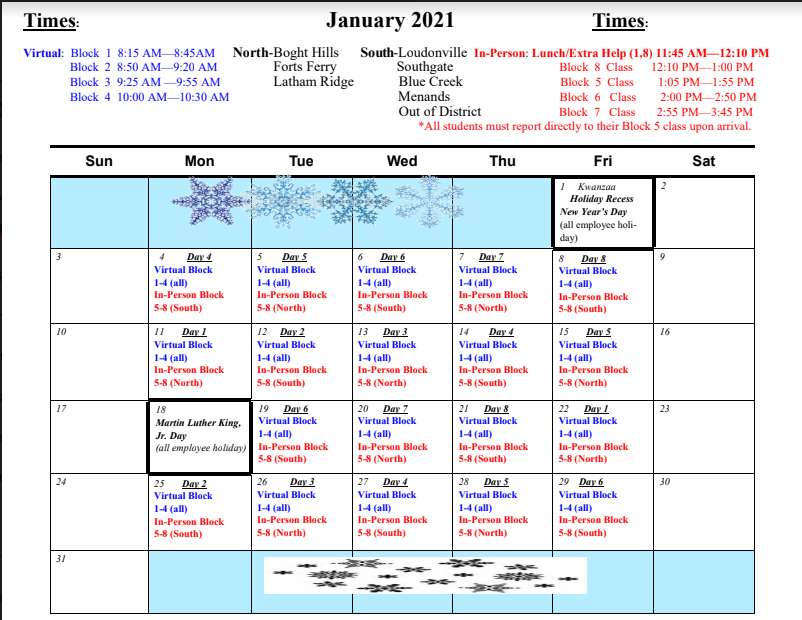 Times:
January 2021
Times:
Virtual: Block 1 8:15 AM—8:45AM
Block 2 8:50 AM—9:20 AM
Block 3 9:25 AM —9:55 AM
Block 4 10:00 AM—10:30 AM
North-Boght Hills
Forts Ferry
Latham Ridge
South-Loudonville
Southgate
Blue Creek
Menands
Out of District
In-Person: Lunch/Extra Help (1,8) 11:45 AM—12:10 PM
Block 8 Class 12:10 PM—1:00 PM
Block 5 Class 1:05 PM—1:55 PM
Block 6 Class 2:00 PM—2:50 PM
Block 7 Class 2:55 PM—3:45 PM
*All students must report directly to their Block 5 class upon arrival.
Sun Mon Tue Wed Thu Fri Sat
1 Kwanzaa
Holiday Recess
New Year's Day
(all employee holi-
day)
2
3
4 Day 4
Virtual Block
1-4 (all)
In-Person Block
5-8 (South)
5 Day 5
Virtual Block
1-4 (all)
In-Person Block
5-8 (North)
6 Day 6
Virtual Block
1-4 (all)
In-Person Block
5-8 (South)
7 Day 7
Virtual Block
1-4 (all)
In-Person Block
5-8 (North)
8 Day 8
Virtual Block
1-4 (all)
In-Person Block
5-8 (South)
9
10
11 Day 1
Virtual Block
1-4 (all)
In-Person Block
5-8 (North)
12 Day 2
Virtual Block
1-4 (all)
In-Person Block
5-8 (South)
13 Day 3
Virtual Block
1-4 (all)
In-Person Block
5-8 (North)
14 Day 4
Virtual Block
1-4 (all)
In-Person Block
5-8 (South)
15 Day 5
Virtual Block
1-4 (all)
In-Person Block
5-8 (North)
16
17
18
Martin Luther King,
Jr. Day
(all employee holiday)
19 Day 6
Virtual Block
1-4 (all)
In-Person Block
5-8 (South)
20 Day 7
Virtual Block
1-4 (all)
In-Person Block
5-8 (North)
21 Day 8
Virtual Block
1-4 (all)
In-Person Block
5-8 (South)
22 Day 1
Virtual Block
1-4 (all)
In-Person Block
5-8 (North)
23
24
25 Day 2
Virtual Block
1-4 (all)
In-Person Block
5-8 (South)
26 Day 3
Virtual Block
1-4 (all)
In-Person Block
5-8 (North)
27 Day 4
Virtual Block
1-4 (all)
In-Person Block
5-8 (South)
28 Day 5
Virtual Block
1-4 (all)
In-Person Block
5-8 (North)
29 Day 6
Virtual Block
1-4 (all)
In-Person Block
5-8 (South)
30
31